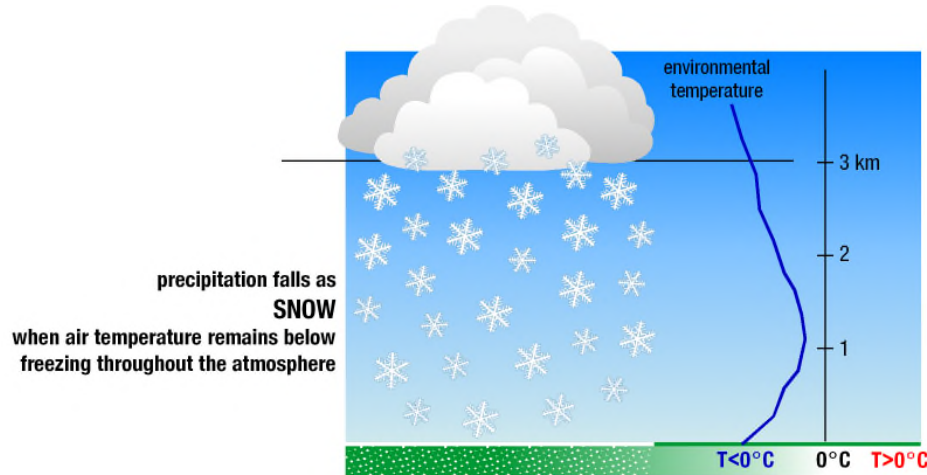 environmental
temperature
3 km
2
precipitation falls as
SNOW
when air temperature remains below
freezing throughout the atmosphere
1
T<0°C 0°C T>0°C